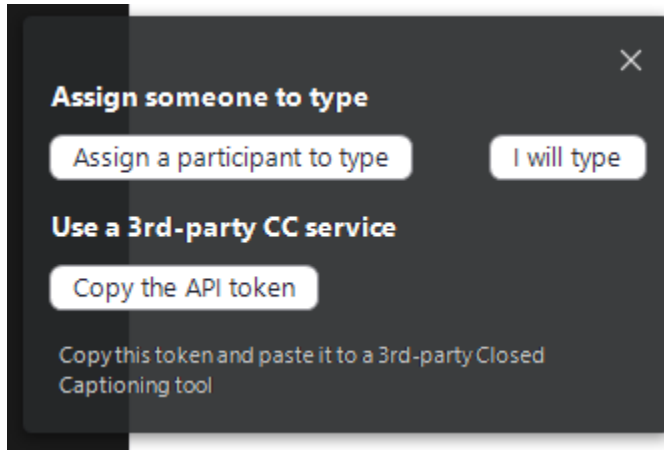 Assign someone to type
Assign a participant to type
I will type
Use a 3rd-party CC service
Copy the API token
Copy this token and paste it to a 3rd-party Closed
Captioning tool